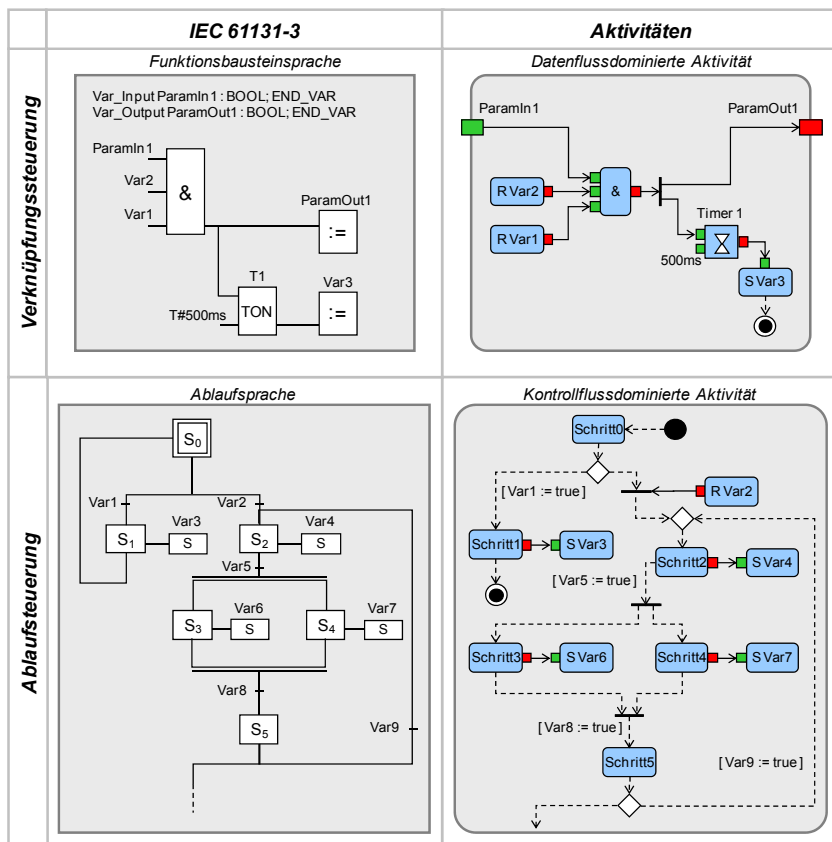 IEC 61131-3
Aktivitäten
Verknüpfungssteuerung
Funktionsbausteinsprache
Var_Input ParamIn1 : BOOL; END_VAR
Var_Output ParamOut1 : BOOL; END_VAR
ParamIn1
Var2
Var1
&
ParamOut1
:=
T1
T#500ms
TON
Var3
:=
Datenflussdominierte Aktivität
ParamIn1
ParamOut1
R Var2
&
R Var1
Timer 1
500ms
S Var3
Ablaufsteuerung
Ablaufsprache
S0
Var1
Var2
S1
Var3
S
S2
Var4
S
Var5
S3
Var6
S
S4
Var7
S
Var8
Var9
S5
Kontrollflussdominierte Aktivität
Schritt0
[ Var1 := true ]
R Var2
Schritt1
S Var3
Schritt2
S Var4
[ Var5 := true ]
Schritt3
S Var6
Schritt4
S Var7
[ Var8 := true ]
Schritt5
[ Var9 := true ]